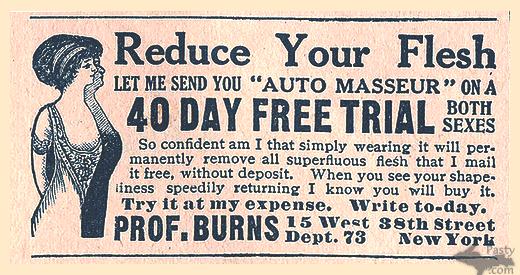 Reduce Your Flesh
LET ME SEND YOU "AUTO MASSEUR" ON A
40 DAY FREE TRIAL BOTH SEXES
So confident am I that simply wearing it will per-
manently remove all superfluous flesh that I mail
it free, without deposit. When you see your shape-
liness speedily returning I know you will buy it.
Try it at my expense. Write to-day.
PROF. BURNS 15 West 38th Street
Dept. 73 New York
Pasty
.com